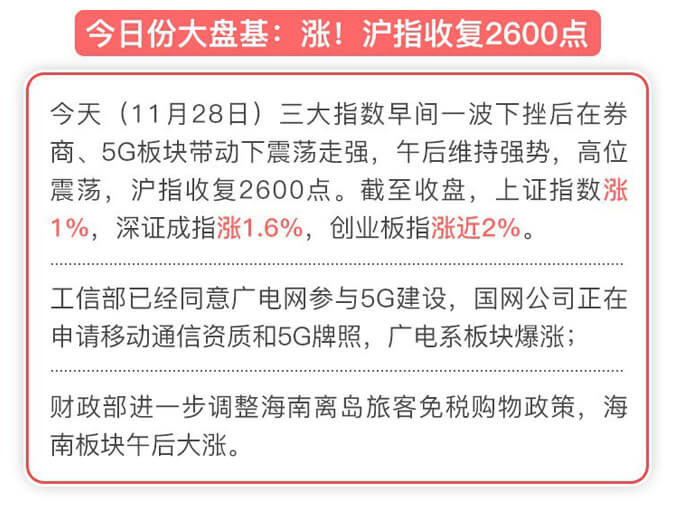 今日份大盘基：涨！沪指收复2600点
今天（11月28日）三大指数早间一波下挫后在券
商、5G板块带动下震荡走强，午后维持强势，高位
震荡，沪指收复2600点。截至收盘，上证指数涨
1%，深证成指涨1.6%，创业板指涨近2%。
工信部已经同意广电网参与5G建设，国网公司正在
申请移动通信资质和5G牌照，广电系板块爆涨；
财政部进一步调整海南离岛旅客免税购物政策，海
南板块午后大涨。